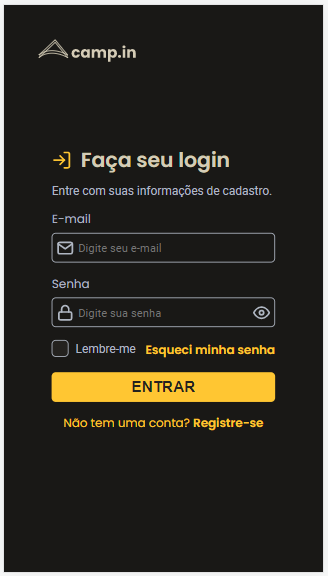 camp.in
Faça seu login
Entre com suas informações de cadastro.
E-mail
Digite seu e-mail
Senha
Digite sua senha
Lembre-me Esqueci minha senha
ENTRAR
Não tem uma conta? Registre-se